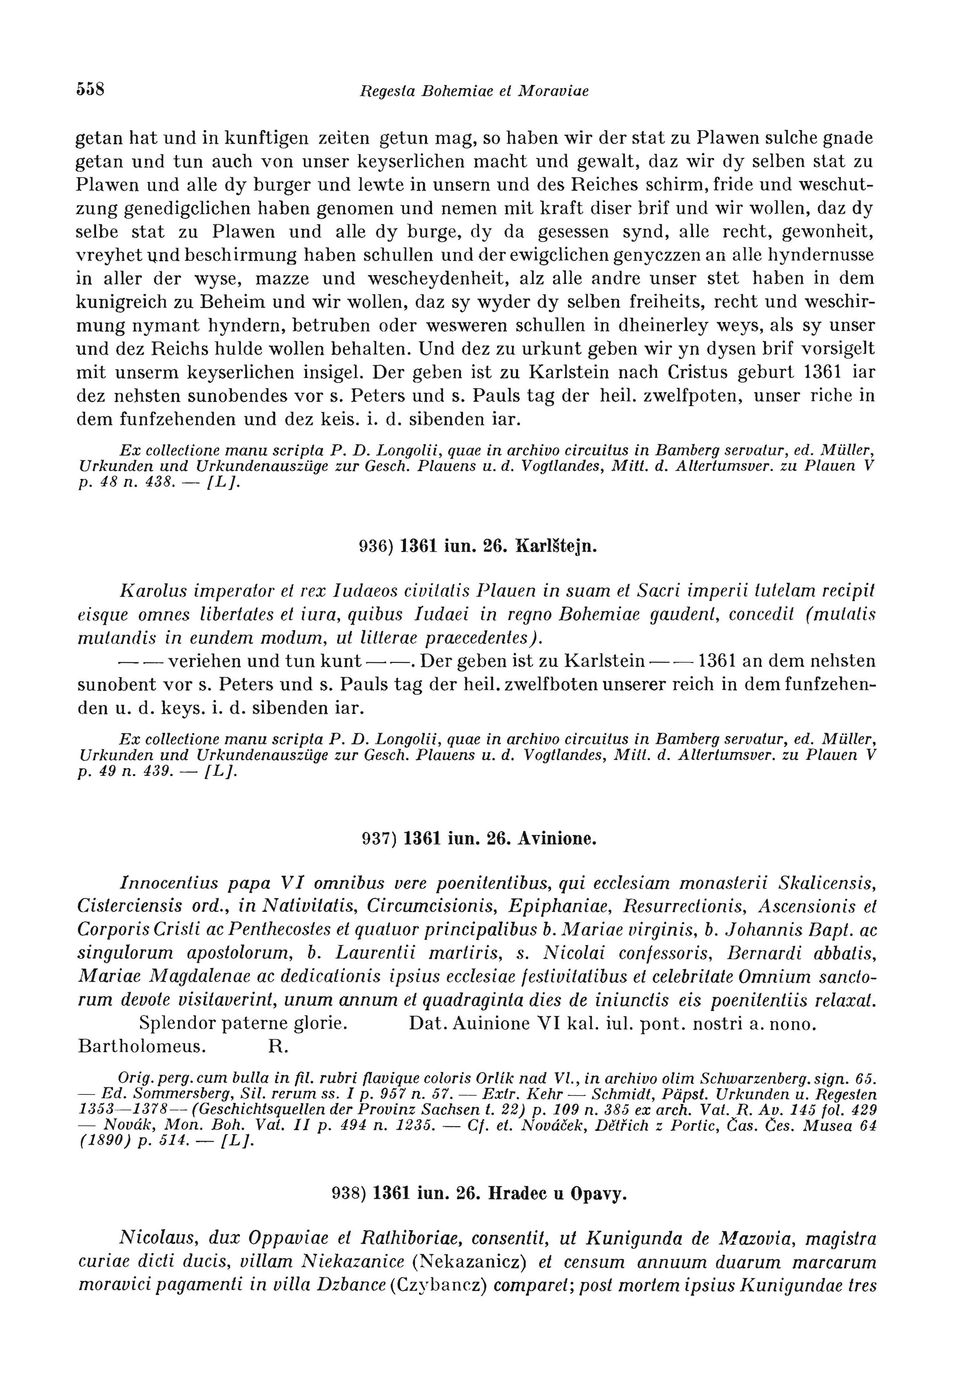 558 Regesta Bohemiae et Moraviae
getan hat und in kunftigen zeiten getun mag, so haben wir der stat zu Plawen sulche gnade
getan und tun auch von unser keyserlichen macht und gewalt, daz wir dy selben stat zu
Plawen und alle dy burger und lewte in unsern und des Reiches schirm, fride und weschut-
zung genedigclichen haben genomen und nemen mit kraft diser brif und wir wollen, daz dy
selbe stat zu Plawen und alle dy burge, dy da gesessen synd, alle recht, gewonheit,
vreyhet und beschirmung haben schullen und der ewigclichen genyczzen an alle hyndernusse
in aller der wyse, mazze und wescheydenheit, alz alle andre unser stet haben in dem
kunigreich zu Beheim und wir wollen, daz sy wyder dy selben freiheits, recht und weschir-
mung nymant hyndern, betruben oder wesweren schullen in dheinerley weys, als sy unser
und dez Reichs hulde wollen behalten. Und dez zu urkunt geben wir yn dysen brif vorsigelt
mit unserm keyserlichen insigel. Der geben ist zu Karlstein nach Cristus geburt 1361 iar
dez nehsten sunobendes vor s. Peters und s. Pauls tag der heil. zwelfpoten, unser riche in
dem funfzehenden und dez keis. i. d. sibenden iar.
Ex collectione manu scripta P. D. Longolii, quae in archivo circuitus in Bamberg servatur, ed. Müller,
Urkunden und Urkundenauszüge zur Gesch. Plauens u. d. Vogtlandes, Mitt. d. Altertumsver. zu Plauen V
p. 48 n. 438. — [L].
936) 1361 iun. 26. Karlštejn.
Karolus imperator et rex Iudaeos civitatis Plauen in suam et Sacri imperii tutelam recipit
eisque omnes libertates et iura, quibus Iudaei in regno Bohemiae gaudent, concedit (mutatis
mutandis in eundem modum, ut litterae praecedentes).
— — veriehen und tun kunt — —. Der geben ist zu Karlstein — — 1361 an dem nehsten
sunobent vor s. Peters und s. Pauls tag der heil. zwelfboten unserer reich in dem funfzehen-
den u. d. keys. i. d. sibenden iar.
Ex collectione manu scripta P. D. Longolii, quae in archivo circuitus in Bamberg servatur, ed. Müller,
Urkunden und Urkundenauszüge zur Gesch. Plauens u. d. Vogtlandes, Mitt. d. Altertumsver. zu Plauen V
p. 49 n. 439. — [L].
937) 1361 iun. 26. Avinione.
Innocentius papa VI omnibus vere poenitentibus, qui ecclesiam monasterii Skalicensis,
Cisterciensis ord., in Nativitatis, Circumcisionis, Epiphaniae, Resurrectionis, Ascensionis et
Corporis Cristi ac Penthecostes et quatuor principalibus b. Mariae virginis, b. Johannis Bapt. ac
singulorum apostolorum, b. Laurentii martiris, s. Nicolai confessoris, Bernardi abbatis,
Mariae Magdalenae ac dedicationis ipsius ecclesiae festivitatibus et celebritate Omnium sancto-
rum devote visitaverint, unum annum et quadraginta dies de iniunctis eis poenitentiis relaxat.
Splendor paterne glorie. Dat. Auinione VI kal. iul. pont. nostri a. nono.
Bartholomeus. R.
Orig. perg. cum bulla in fil. rubri flavique coloris Orlík nad Vl., in archivo olim Schwarzenberg. sign. 65.
— Ed. Sommersberg, Sil. rerum ss. I p. 957 n. 57. — Extr. Kehr — Schmidt, Päpst. Urkunden u. Regesten
1353—1378— (Geschichtsquellen der Provinz Sachsen t. 22) p. 109 n. 385 ex arch. Vat. R. Av. 145 fol. 429
— Novák, Mon. Boh. Vat. II p. 494 n. 1235. — Cf. et. Nováček, Dětřich z Portic, Čas. Čes. Musea 64
(1890) p. 514. — [L].
938) 1361 iun. 26. Hradec u Opavy.
Nicolaus, dux Oppaviae et Rathiboriae, consentit, ut Kunigunda de Mazovia, magistra
curiae dicti ducis, villam Niekazanice (Nekazanicz) et censum annuum duarum marcarum
moravici pagamenti in villa Dzbance (Czybancz) comparet; post mortem ipsius Kunigundae tres